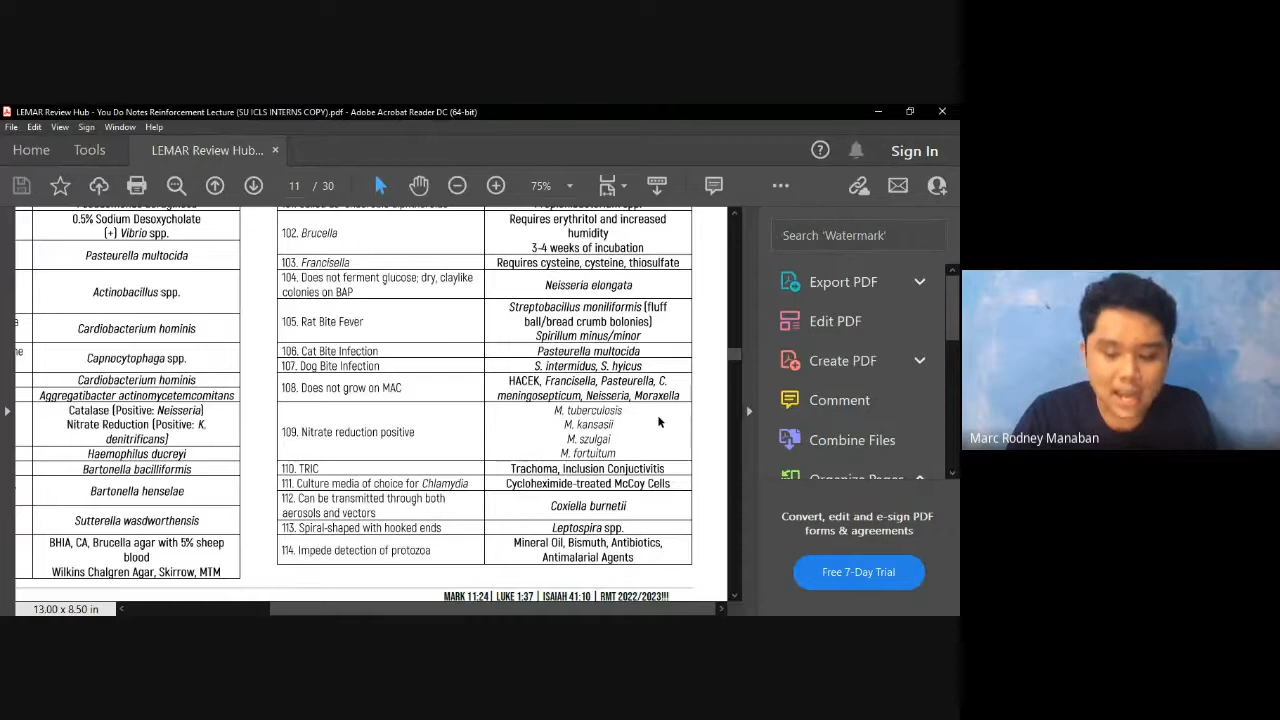 LEMAR Review Hub - You Do Notes Reinforcement Lecture (SU ICLS INTERNS COPY).pdf - Adobe Acrobat Reader DC (64-bit)
File Edit View Sign Window Help
Home Tools LEMAR Review Hub... × Sign In
11 / 30 75%
0.5% Sodium Desoxycholate
(+) Vibrio spp.
Pasteurella multocida
Actinobacillus spp.
Cardiobacterium hominis
Capnocytophaga spp.
Cardiobacterium hominis
Aggregatibacter actinomycetemcomitans
Catalase (Positive: Neisseria)
Nitrate Reduction (Positive: K.
denitrificans)
Haemophilus ducreyi
Bartonella bacilliformis
Bartonella henselae
Sutterella wasdworthensis
BHIA, CA, Brucella agar with 5% sheep
blood
Wilkins Chalgren Agar, Skirrow, MTM
102. Brucella
Requires erythritol and increased
humidity
3-4 weeks of incubation
103. Francisella
Requires cysteine, cysteine, thiosulfate
104. Does not ferment glucose; dry, claylike
colonies on BAP
Neisseria elongata
105. Rat Bite Fever
Streptobacillus moniliformis (fluff
ball/bread crumb bolonies)
Spirillum minus/minor
106. Cat Bite Infection
Pasteurella multocida
107. Dog Bite Infection
S. intermidus, S. hyicus
108. Does not grow on MAC
HACEK, Francisella, Pasteurella, C.
meningosepticum, Neisseria, Moraxella
109. Nitrate reduction positive
M. tuberculosis
M. kansasii
M. szulgai
M. fortuitum
110. TRIC
Trachoma, Inclusion Conjuctivitis
111. Culture media of choice for Chlamydia
Cycloheximide-treated McCoy Cells
112. Can be transmitted through both
aerosols and vectors
Coxiella burnetii
113. Spiral-shaped with hooked ends
Leptospira spp.
114. Impede detection of protozoa
Mineral Oil, Bismuth, Antibiotics,
Antimalarial Agents
MARK 11:24| LUKE 1:37 | ISAIAH 41:10 | RMT 2022/2023!!!
13.00 x 8.50 in
Search 'Watermark'
Export PDF
Edit PDF
Create PDF
Comment
Combine Files
Organize Pages
Convert, edit and e-sign PDF
forms & agreements
Free 7-Day Trial
Marc Rodney Manaban